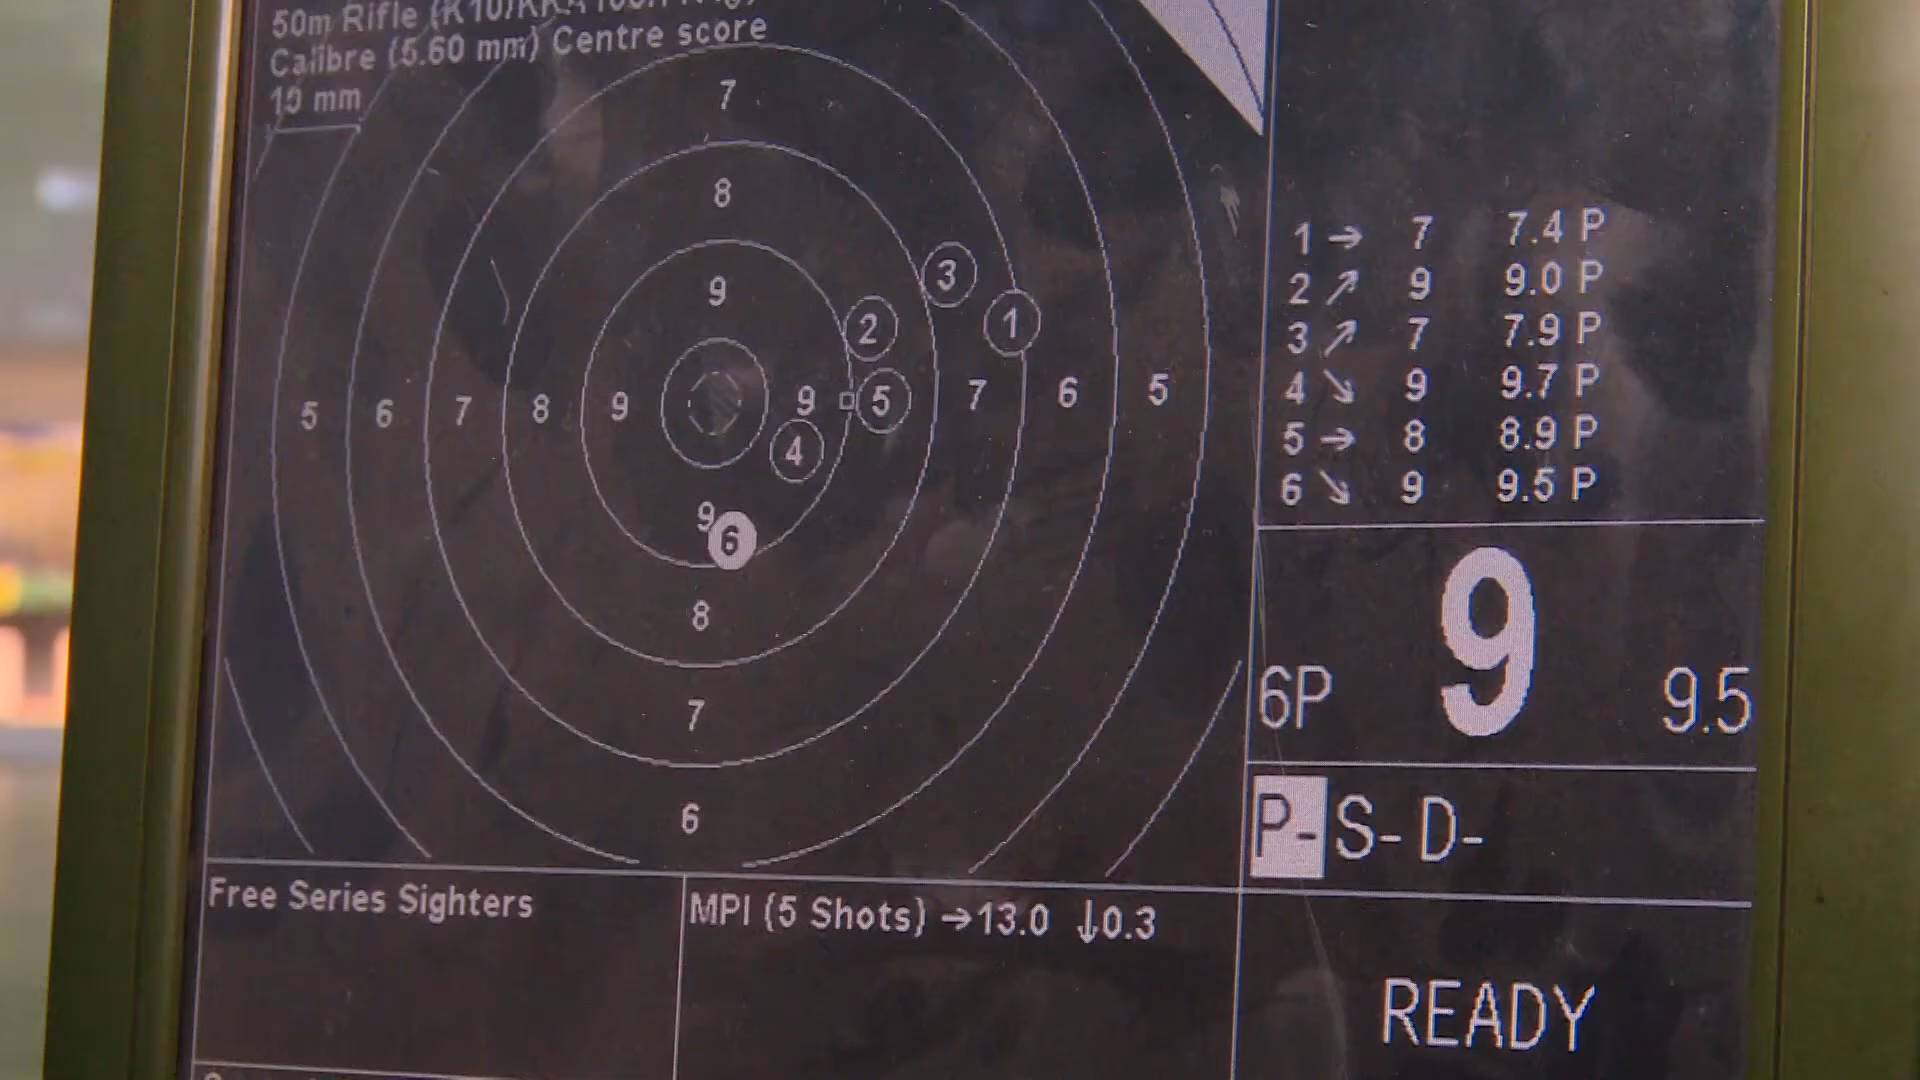 50m Rifle
Calibre (5.60 mm) Centre score
10 mm
7
8
9
3
2
1
5 6 7 8 9 9 5 7 6 5
4
9
6
8
7
6
1 → 7 7.4 P
2 ↗ 9 9.0 P
3 ↗ 7 7.9 P
4 ↘ 9 9.7 P
5 → 8 8.9 P
6 ↘ 9 9.5 P
6P 9 9.5
P- S- D-
Free Series Sighters
MPI (5 Shots) →13.0 ↓0.3
READY